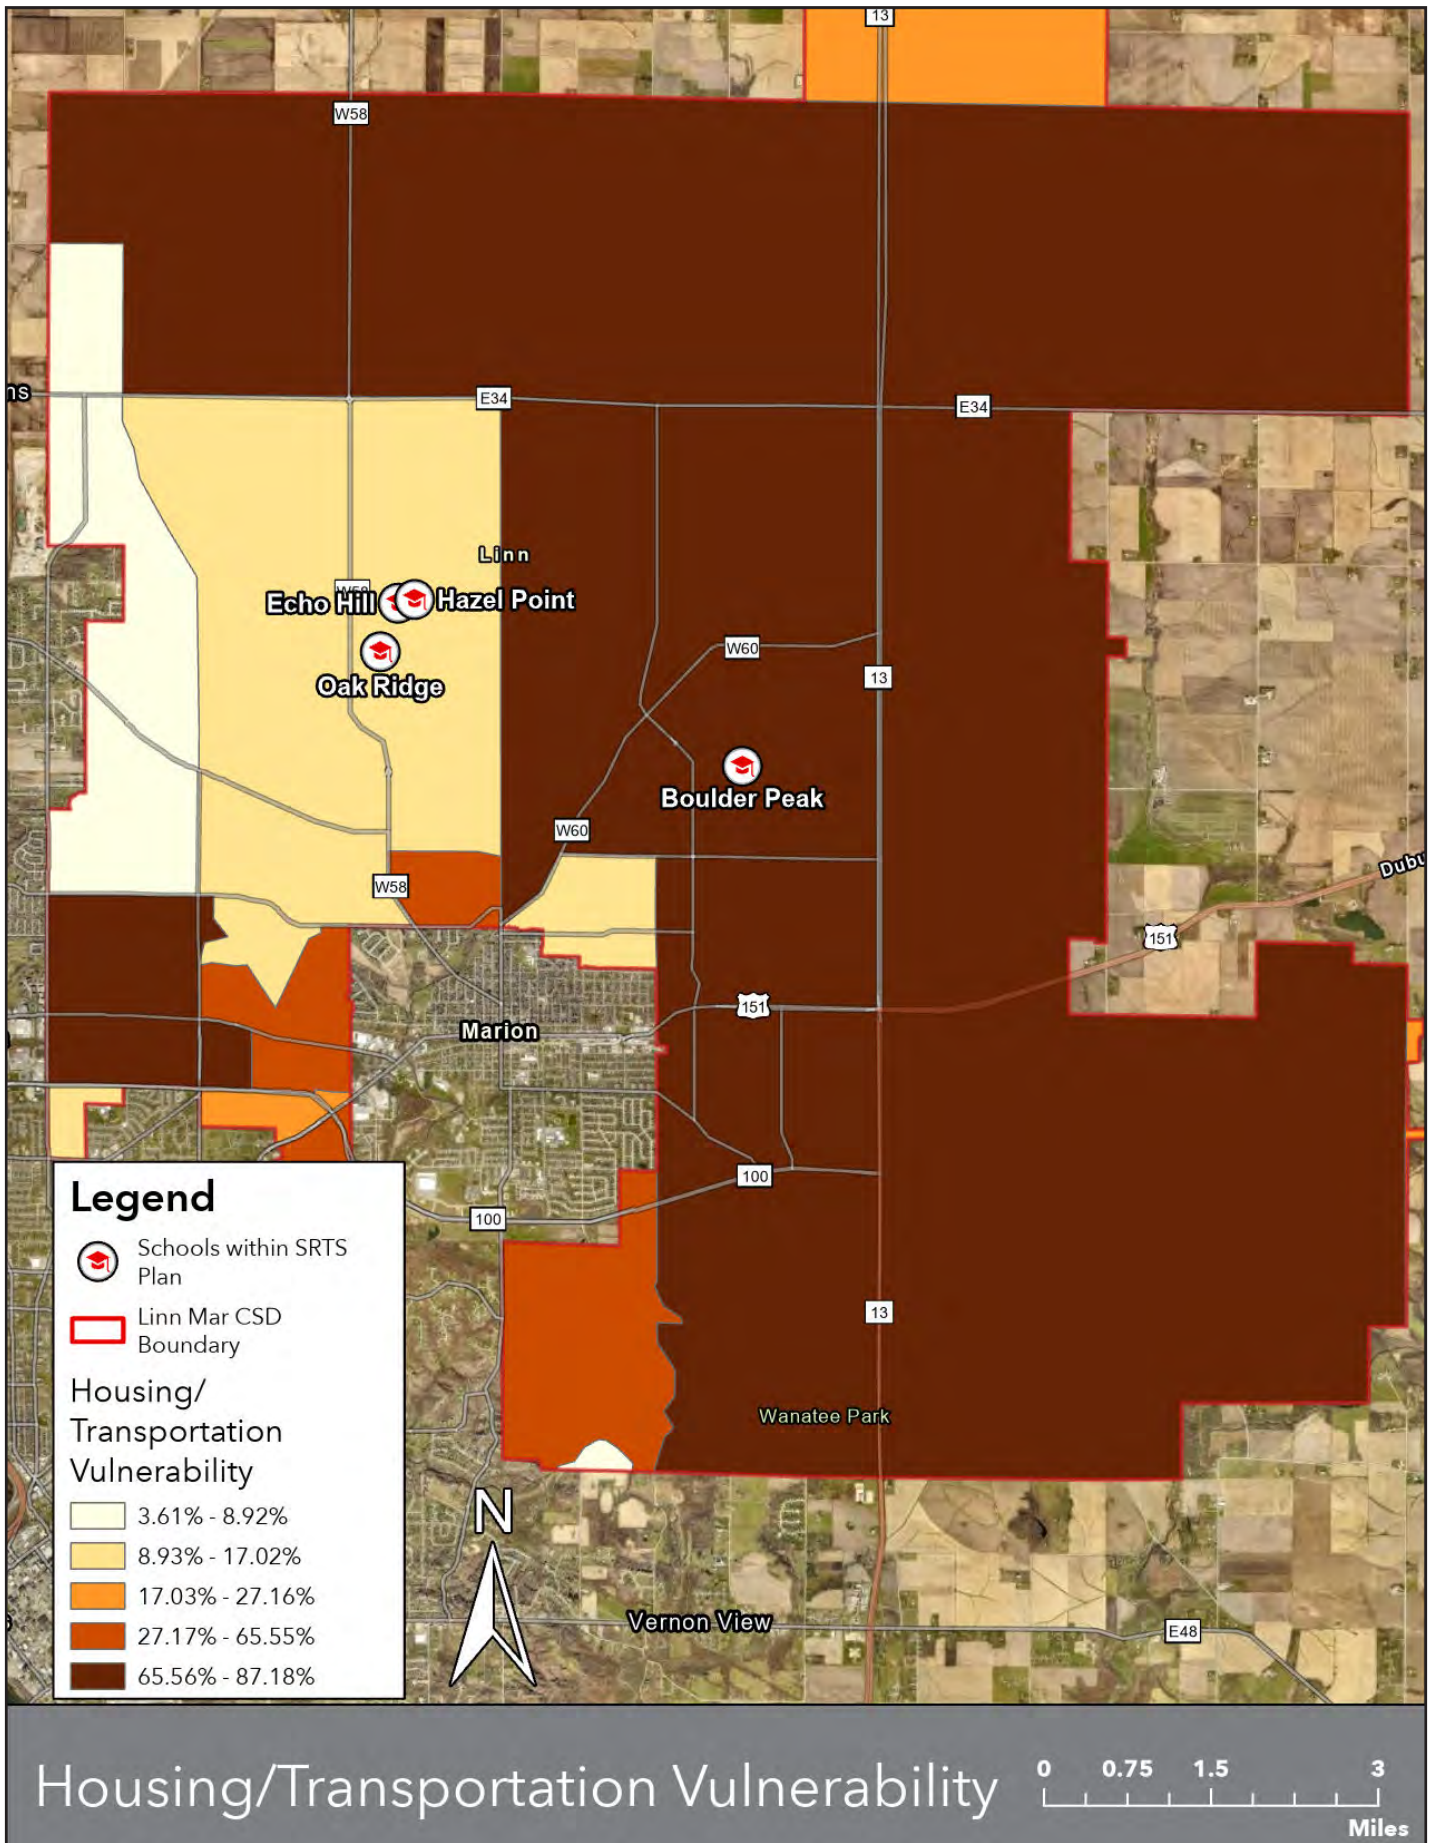 13
W58
ns
E34
E34
Linn
W58
Echo Hill
Hazel Point
W60
13
Oak Ridge
Boulder Peak
W60
Dubu
W58
151
151
Marion
100
100
13
Wanatee Park
Vernon View
E48
N
Legend
Schools within SRTS
Plan
Linn Mar CSD
Boundary
Housing/
Transportation
Vulnerability
3.61% - 8.92%
8.93% - 17.02%
17.03% - 27.16%
27.17% - 65.55%
65.56% - 87.18%
Housing/Transportation Vulnerability
0 0.75 1.5 3
Miles